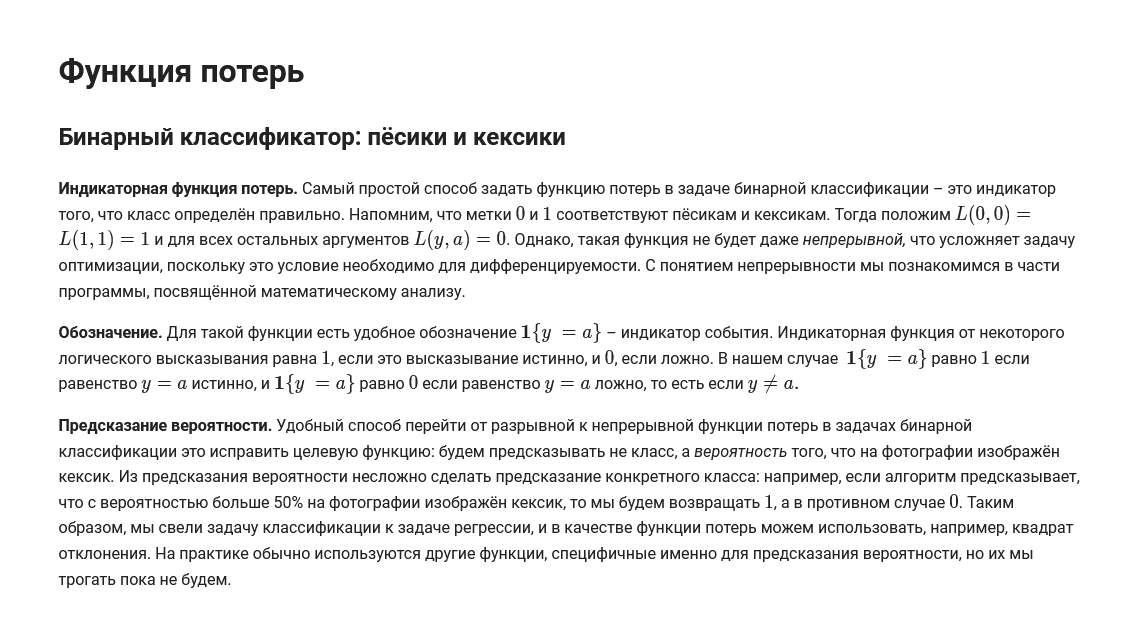 Функция потерь
Бинарный классификатор: пёсики и кексики
Индикаторная функция потерь. Самый простой способ задать функцию потерь в задаче бинарной классификации – это индикатор
того, что класс определён правильно. Напомним, что метки 0 и 1 соответствуют пёсикам и кексикам. Тогда положим L(0, 0) =
L(1, 1) = 1 и для всех остальных аргументов L(y, a) = 0. Однако, такая функция не будет даже непрерывной, что усложняет задачу
оптимизации, поскольку это условие необходимо для дифференцируемости. С понятием непрерывности мы познакомимся в части
программы, посвящённой математическому анализу.
Обозначение. Для такой функции есть удобное обозначение 1{y = a} – индикатор события. Индикаторная функция от некоторого
логического высказывания равна 1, если это высказывание истинно, и 0, если ложно. В нашем случае 1{y = a} равно 1 если
равенство y = a истинно, и 1{y = a} равно 0 если равенство y = a ложно, то есть если y ≠ a.
Предсказание вероятности. Удобный способ перейти от разрывной к непрерывной функции потерь в задачах бинарной
классификации это исправить целевую функцию: будем предсказывать не класс, а вероятность того, что на фотографии изображён
кексик. Из предсказания вероятности несложно сделать предсказание конкретного класса: например, если алгоритм предсказывает,
что с вероятностью больше 50% на фотографии изображён кексик, то мы будем возвращать 1, а в противном случае 0. Таким
образом, мы свели задачу классификации к задаче регрессии, и в качестве функции потерь можем использовать, например, квадрат
отклонения. На практике обычно используются другие функции, специфичные именно для предсказания вероятности, но их мы
трогать пока не будем.